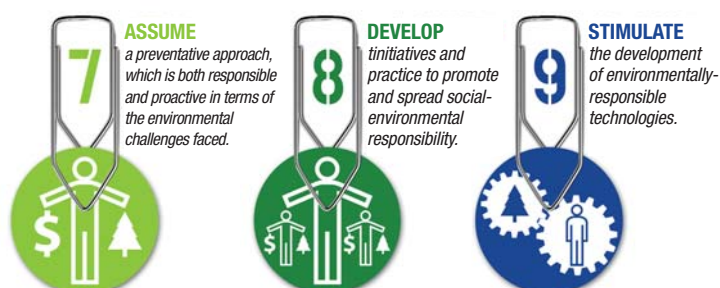 7
ASSUME
a preventative approach,
which is both responsible
and proactive in terms of
the environmental
challenges faced.
$
8
DEVELOP
tinitiatives and
practice to promote
and spread social-
environmental
responsibility.
$ $
9
STIMULATE
the development
of environmentally-
responsible
technologies.